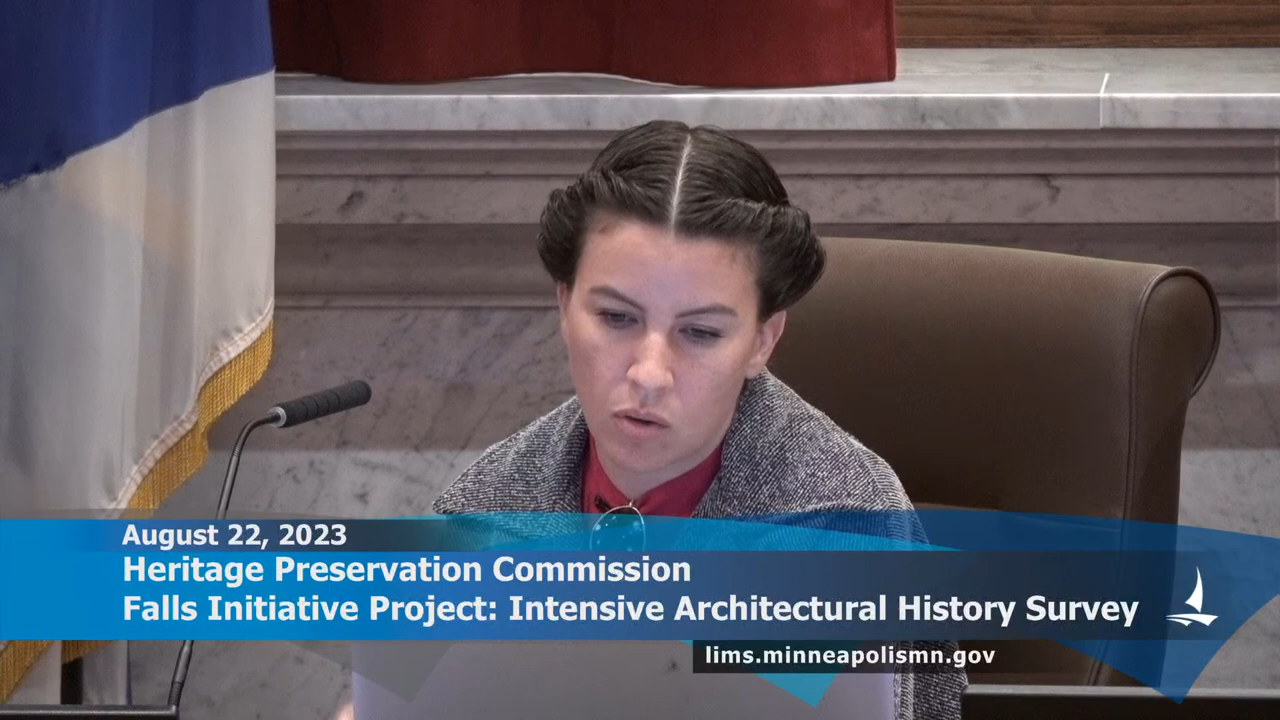 August 22, 2023
Heritage Preservation Commission
Falls Initiative Project: Intensive Architectural History Survey
lims.minneapolismn.gov